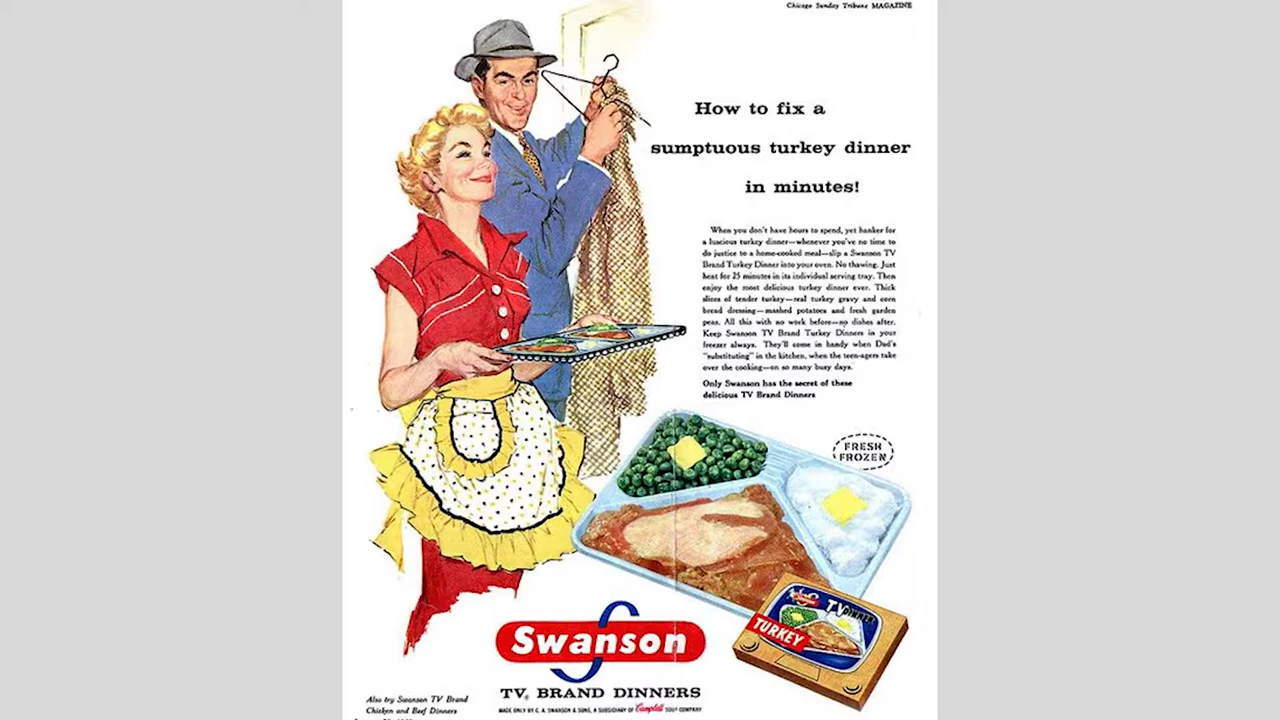 Chicago Sunday Tribune MAGAZINE
How to fix a
sumptuous turkey dinner
in minutes!
When you don't have hours to spend, yet hanker for
a luscious turkey dinner—whenever you've no time to
do justice to a home-cooked meal—slip a Swanson TV
Brand Turkey Dinner into your oven. No thawing. Just
heat for 25 minutes in its individual serving tray. Then
enjoy the most delicious turkey dinner ever. Thick
slices of tender turkey—real turkey gravy and corn
bread dressing—mashed potatoes and fresh garden
peas. All this with no work before—no dishes after.
Keep Swanson TV Brand Turkey Dinners in your
freezer always. They'll come in handy when Dad's
"substituting" in the kitchen, when the teen-agers take
over the cooking—on so many busy days.
Only Swanson has the secret of these
delicious TV Brand Dinners
FRESH
FROZEN
Swanson
TV DINNER
TURKEY
Swanson
TV BRAND DINNERS
MADE ONLY BY C. A. SWANSON & SONS, A SUBSIDIARY OF Campbell SOUP COMPANY
Also try Swanson TV Brand
Chicken and Beef Dinners